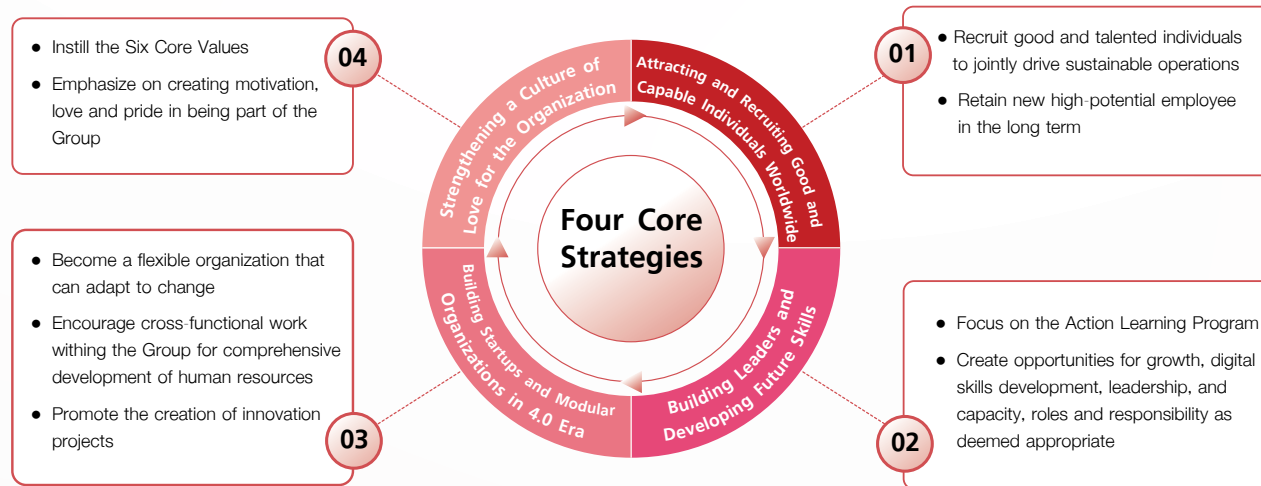 Four Core
Strategies
01
Attracting and Recruiting Good and
Capable Individuals Worldwide
● Recruit good and talented individuals
to jointly drive sustainable operations
● Retain new high-potential employee
in the long term
02
Building Leaders and
Developing Future Skills
● Focus on the Action Learning Program
● Create opportunities for growth, digital
skills development, leadership, and
capacity, roles and responsibility as
deemed appropriate
03
Building Startups and Modular
Organizations in 4.0 Era
● Become a flexible organization that
can adapt to change
● Encourage cross-functional work
withing the Group for comprehensive
development of human resources
● Promote the creation of innovation
projects
04
Strengthening a Culture of
Love for the Organization
● Instill the Six Core Values
● Emphasize on creating motivation,
love and pride in being part of the
Group